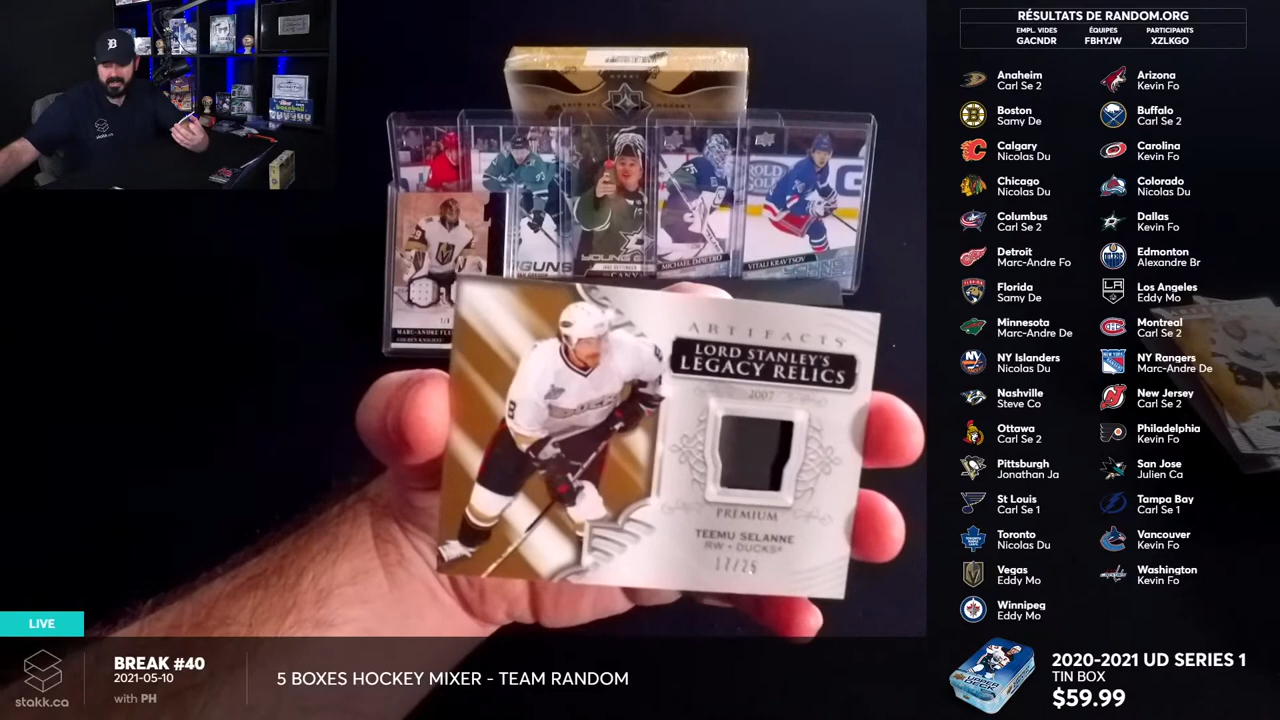 RÉSULTATS DE RANDOM.ORG
EMPL. VIDES ÉQUIPES PARTICIPANTS
GACNDR FBHYJW XZLKGO
Anaheim
Carl Se 2
Arizona
Kevin Fo
Boston
Samy De
Buffalo
Carl Se 2
Calgary
Nicolas Du
Carolina
Kevin Fo
Chicago
Nicolas Du
Colorado
Nicolas Du
Columbus
Carl Se 2
Dallas
Kevin Fo
Detroit
Marc-Andre Fo
Edmonton
Alexandre Br
Florida
Samy De
Los Angeles
Eddy Mo
Minnesota
Marc-Andre De
Montreal
Carl Se 2
NY Islanders
Nicolas Du
NY Rangers
Marc-Andre De
Nashville
Steve Co
New Jersey
Carl Se 2
Ottawa
Carl Se 2
Philadelphia
Kevin Fo
Pittsburgh
Jonathan Ja
San Jose
Julien Ca
St Louis
Carl Se 1
Tampa Bay
Carl Se 1
Toronto
Nicolas Du
Vancouver
Kevin Fo
Vegas
Eddy Mo
Washington
Kevin Fo
Winnipeg
Eddy Mo
YOUNG
MICHAEL DIPIETRO
VITALI KRAVTSOV
GUNS
MARC-ANDRE FLE
GOLDEN KNIGHTS
ARTIFACTS
LORD STANLEY'S
LEGACY RELICS
2007
PREMIUM
TEEMU SELANNE
RW • DUCKS
17/25
LIVE
stakk.ca
BREAK #40
2021-05-10
with PH
5 BOXES HOCKEY MIXER - TEAM RANDOM
2020-2021 UD SERIES 1
TIN BOX
$59.99